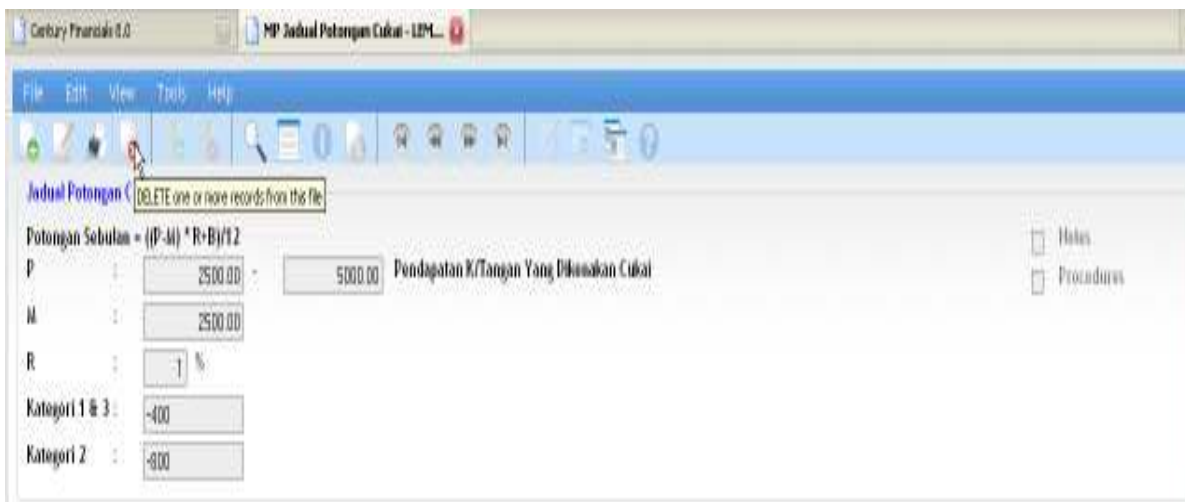 Century Financials 8.0
MP Jadual Potongan Cukai - LEM...
File Edit View Tools Help
Jadual Potongan C
DELETE one or more records from this file
Potongan Sebulan = ((P-M) * R+B)/12
Notes
P : 2500.00 - 5000.00 Pendapatan K/Tangan Yang Dikenakan Cukai
Procedures
M : 2500.00
R : 1 %
Kategori 1 & 3 : -400
Kategori 2 : -800